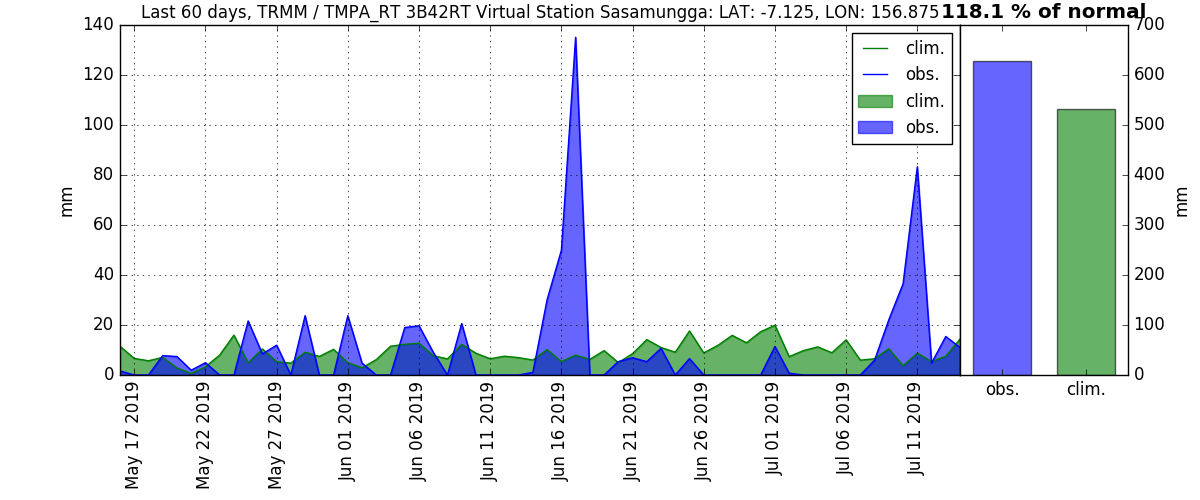 Last 60 days, TRMM / TMPA_RT 3B42RT Virtual Station Sasamungga: LAT: -7.125, LON: 156.875
118.1 % of normal
140
120
100
80
60
40
20
0
mm
clim.
obs.
clim.
obs.
700
600
500
400
300
200
100
0
mm
May 17 2019
May 22 2019
May 27 2019
Jun 01 2019
Jun 06 2019
Jun 11 2019
Jun 16 2019
Jun 21 2019
Jun 26 2019
Jul 01 2019
Jul 06 2019
Jul 11 2019
obs.
clim.